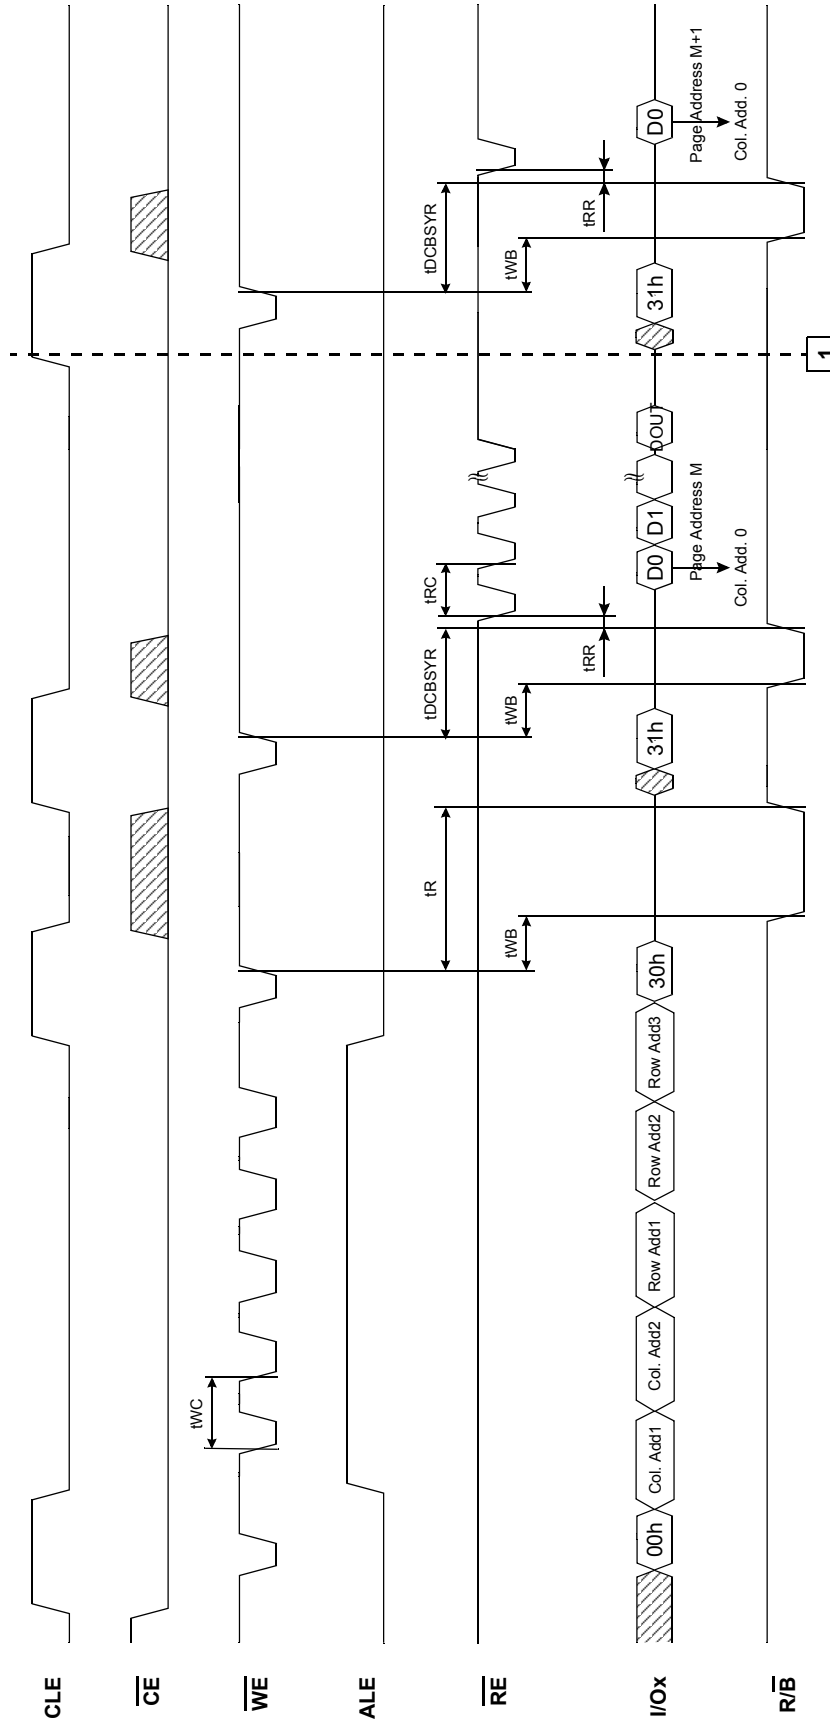 CLE
CE
WE
tWC
ALE
RE
tR
tWB
tDCBSYR
tWB
tRC
tRR
tDCBSYR
tWB
tRR
I/Ox
00h
Col. Add1
Col. Add2
Row Add1
Row Add2
Row Add3
30h
31h
D0
D1
DOUT
31h
D0
Page Address M
Col. Add. 0
Page Address M+1
Col. Add. 0
R/B
1